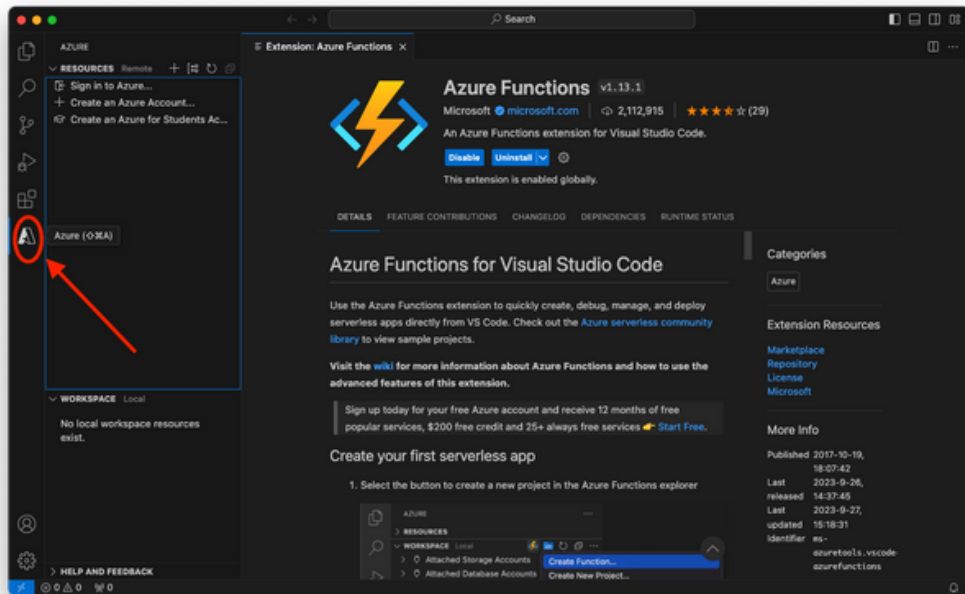 Search
AZURE
RESOURCES Remote
Sign in to Azure...
Create an Azure Account...
Create an Azure for Students Ac...
Azure (⇧⌘A)
WORKSPACE Local
No local workspace resources
exist.
HELP AND FEEDBACK
0 0 0
Extension: Azure Functions
Azure Functions v1.13.1
Microsoft microsoft.com 2,112,915 (29)
An Azure Functions extension for Visual Studio Code.
Disable Uninstall
This extension is enabled globally.
DETAILS FEATURE CONTRIBUTIONS CHANGELOG DEPENDENCIES RUNTIME STATUS
Azure Functions for Visual Studio Code
Use the Azure Functions extension to quickly create, debug, manage, and deploy
serverless apps directly from VS Code. Check out the Azure serverless community
library to view sample projects.
Visit the wiki for more information about Azure Functions and how to use the
advanced features of this extension.
Sign up today for your free Azure account and receive 12 months of free
popular services, $200 free credit and 25+ always free services 👉 Start Free.
Create your first serverless app
1. Select the button to create a new project in the Azure Functions explorer
AZURE
RESOURCES
WORKSPACE Local
Attached Storage Accounts
Attached Database Accounts
Create Function...
Create New Project...
Categories
Azure
Extension Resources
Marketplace
Repository
License
Microsoft
More Info
Published 2017-10-19,
18:07:42
Last 2023-9-26,
released 14:37:45
Last 2023-9-27,
updated 15:18:31
Identifier ms-
azuretools.vscode-
azurefunctions